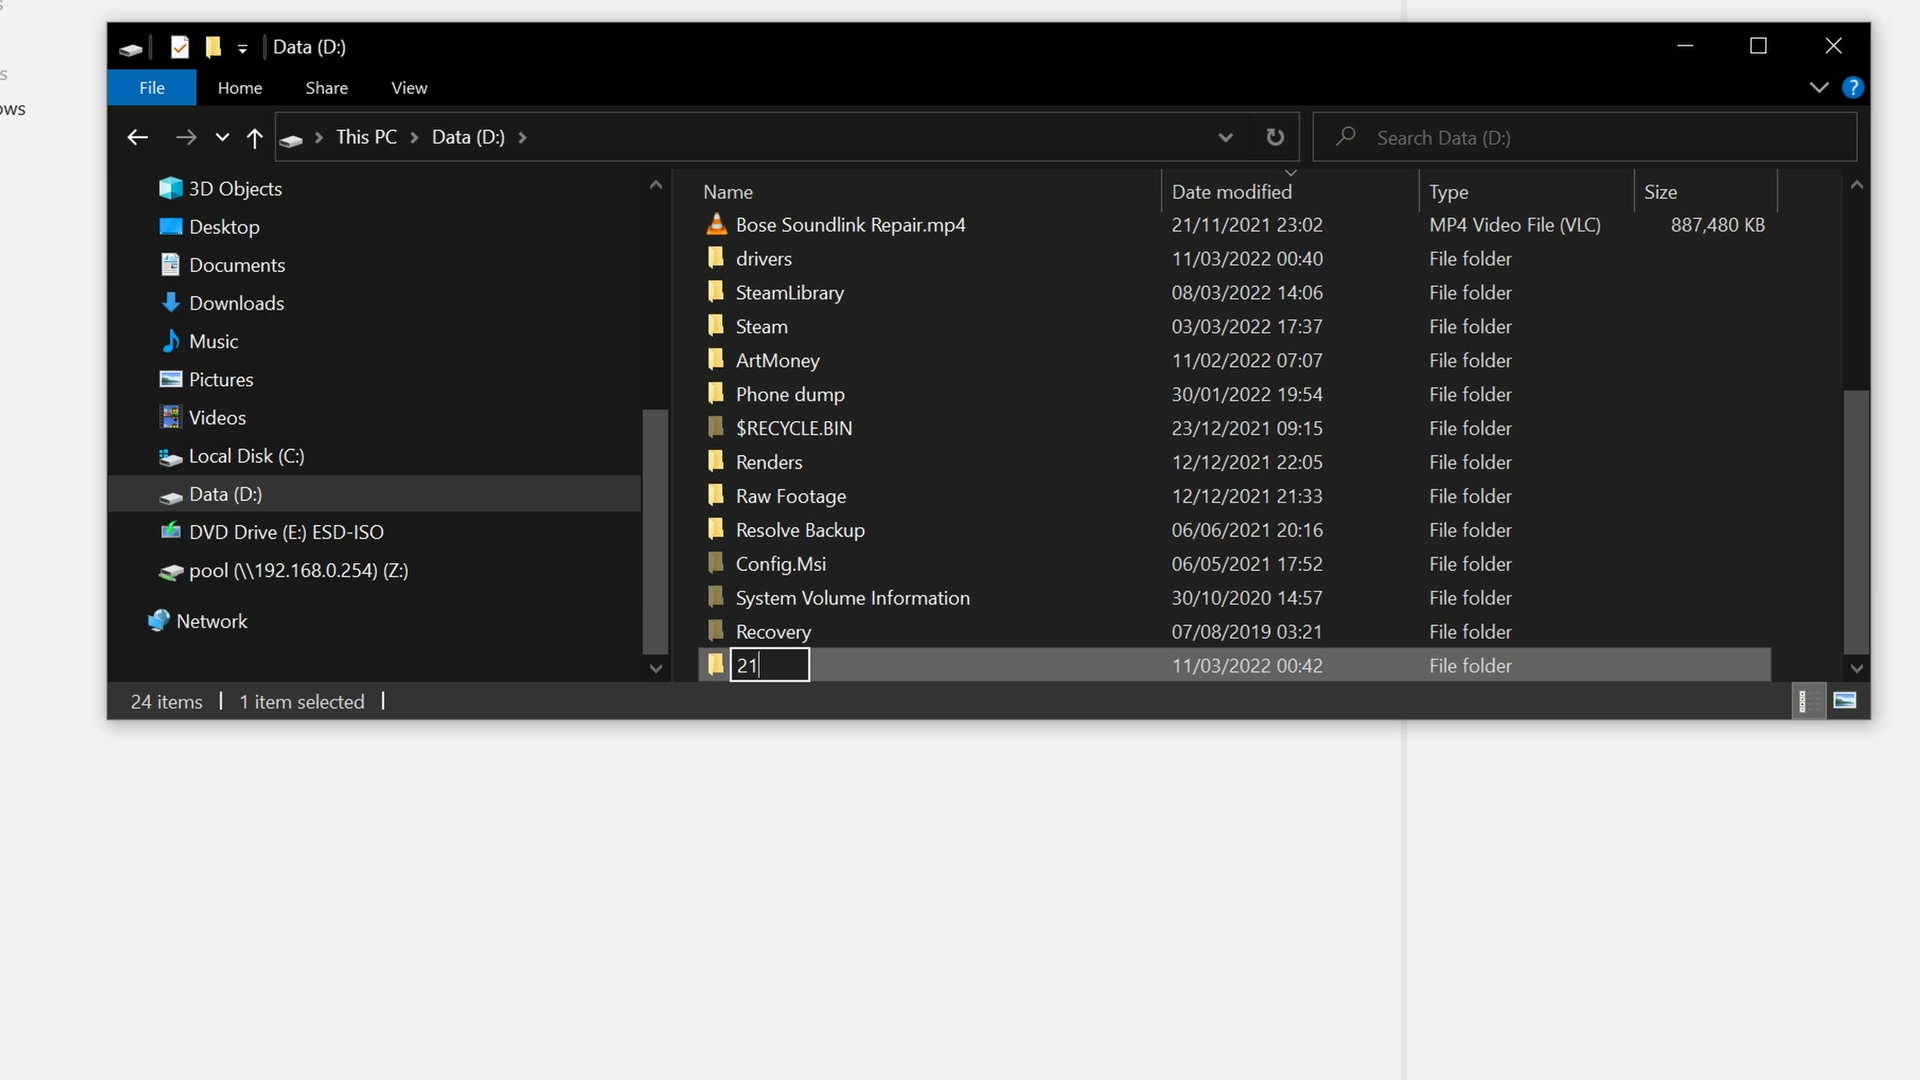 s
Data (D:)
File Home Share View
?
This PC Data (D:)
Search Data (D:)
s
ows
3D Objects
Desktop
Documents
Downloads
Music
Pictures
Videos
Local Disk (C:)
Data (D:)
DVD Drive (E:) ESD-ISO
pool (\\192.168.0.254) (Z:)
Network
Name Date modified Type Size
Bose Soundlink Repair.mp4 21/11/2021 23:02 MP4 Video File (VLC) 887,480 KB
drivers 11/03/2022 00:40 File folder
SteamLibrary 08/03/2022 14:06 File folder
Steam 03/03/2022 17:37 File folder
ArtMoney 11/02/2022 07:07 File folder
Phone dump 30/01/2022 19:54 File folder
$RECYCLE.BIN 23/12/2021 09:15 File folder
Renders 12/12/2021 22:05 File folder
Raw Footage 12/12/2021 21:33 File folder
Resolve Backup 06/06/2021 20:16 File folder
Config.Msi 06/05/2021 17:52 File folder
System Volume Information 30/10/2020 14:57 File folder
Recovery 07/08/2019 03:21 File folder
21 11/03/2022 00:42 File folder
24 items 1 item selected